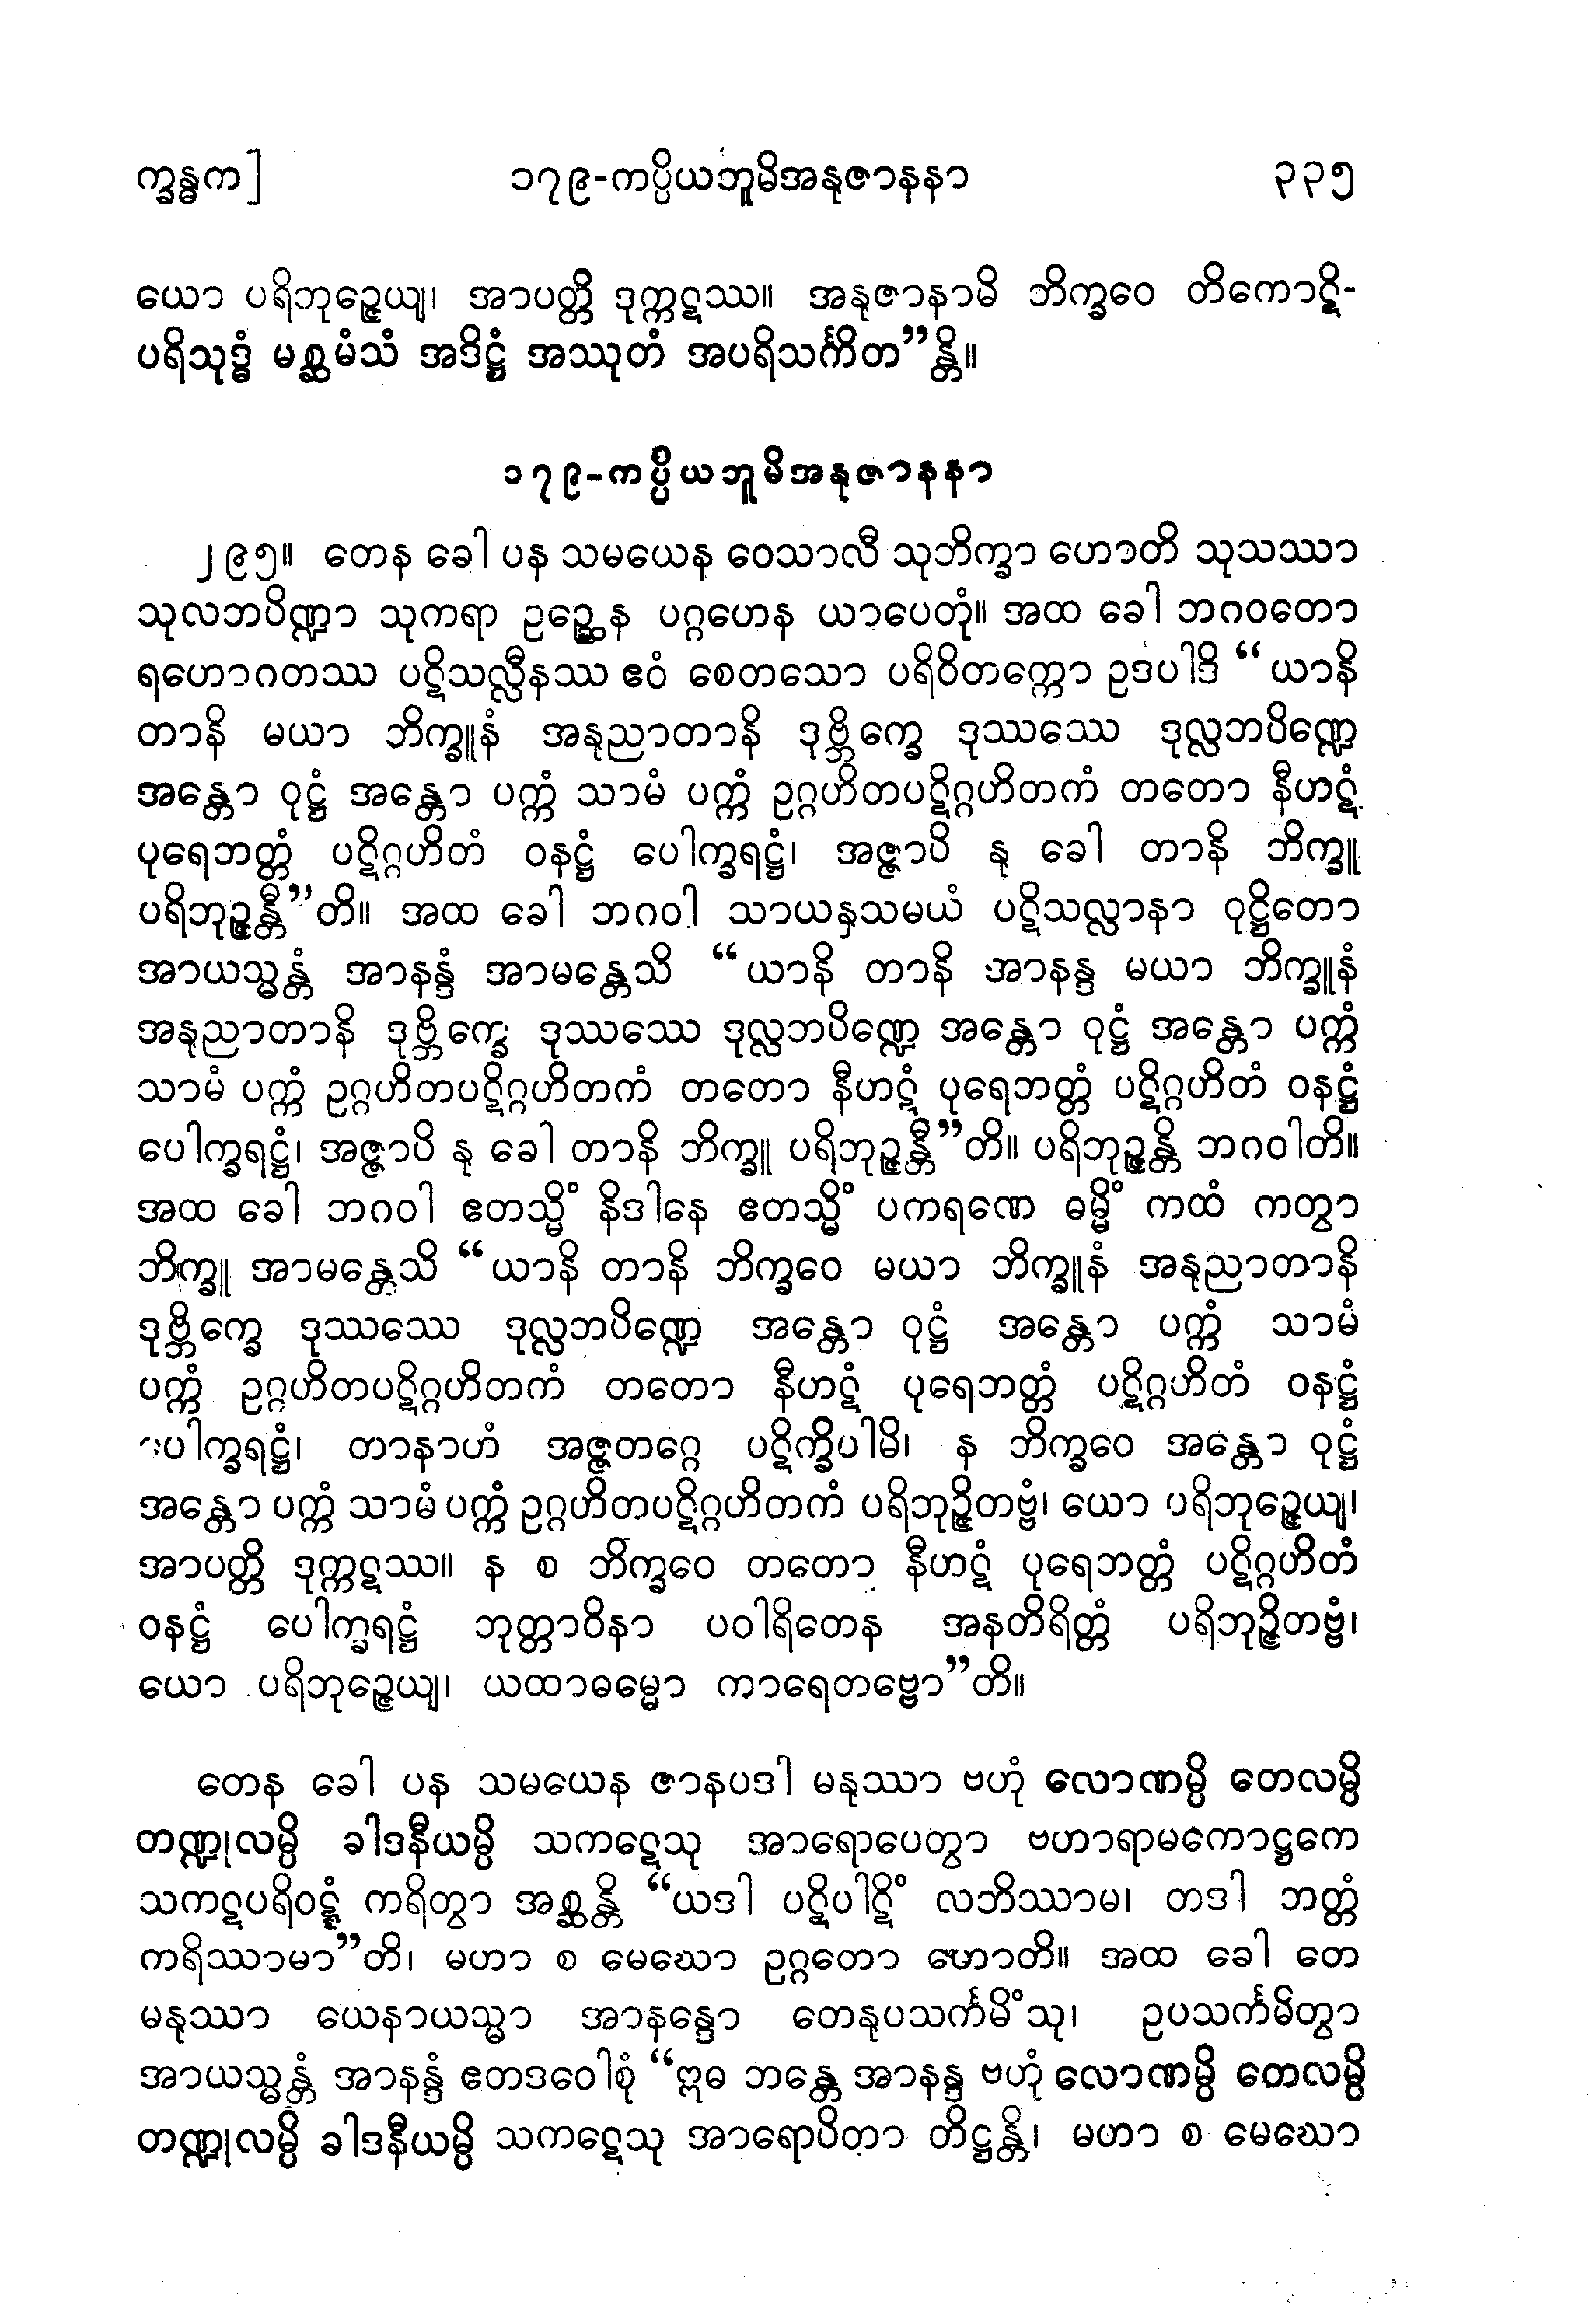 က္ခန္ဓက]
၁၇၉-ကပ္ပိယဘူမိအနုဇာနနာ
၃၃၅
ယော ပရိဘုဉ္ဇေယျ၊ အာပတ္တိ ဒုက္ကဋဿ။ အနုဇာနာမိ ဘိက္ခဝေ တိကောဋိ-
ပရိသုဒ္ဓံ မစ္ဆမံသံ အဒိဋ္ဌံ အဿုတံ အပရိသင်္ကိတ”န္တိ။
၁၇၉-ကပ္ပိယဘူမိအနုဇာနနာ
၂၉၅။ တေန ခေါ ပန သမယေန ဝေသာလီ သုဘိက္ခာ ဟောတိ သုသဿာ
သုလဘပိဏ္ဍာ သုကရာ ဥဉ္ဆေန ပဂ္ဂဟေန ယာပေတုံ။ အထ ခေါ ဘဂဝတော
ရဟောဂတဿ ပဋိသလ္လီနဿ ဧဝံ စေတသော ပရိဝိတက္ကော ဥဒပါဒိ “ယာနိ
တာနိ မယာ ဘိက္ခူနံ အနုညာတာနိ ဒုဗ္ဘိက္ခေ ဒုဿဿေ ဒုလ္လဘပိဏ္ဍေ
အန္တော ဝုဋ္ဌံ အန္တော ပက္ကံ သာမံ ပက္ကံ ဥဂ္ဂဟိတပဋိဂ္ဂဟိတကံ တတော နီဟဋံ
ပုရေဘတ္တံ ပဋိဂ္ဂဟိတံ ဝနဋ္ဌံ ပေါက္ခရဋ္ဌံ၊ အဇ္ဇာပိ နု ခေါ တာနိ ဘိက္ခူ
ပရိဘုဉ္ဇန္တီ”တိ။ အထ ခေါ ဘဂဝါ သာယနှသမယံ ပဋိသလ္လာနာ ဝုဋ္ဌိတော
အာယသ္မန္တံ အာနန္ဒံ အာမန္တေသိ “ယာနိ တာနိ အာနန္ဒ မယာ ဘိက္ခူနံ
အနုညာတာနိ ဒုဗ္ဘိက္ခေ ဒုဿဿေ ဒုလ္လဘပိဏ္ဍေ အန္တော ဝုဋ္ဌံ အန္တော ပက္ကံ
သာမံ ပက္ကံ ဥဂ္ဂဟိတပဋိဂ္ဂဟိတကံ တတော နီဟဋံ ပုရေဘတ္တံ ပဋိဂ္ဂဟိတံ ဝနဋ္ဌံ
ပေါက္ခရဋ္ဌံ၊ အဇ္ဇာပိ နု ခေါ တာနိ ဘိက္ခူ ပရိဘုဉ္ဇန္တီ”တိ။ ပရိဘုဉ္ဇန္တိ ဘဂဝါတိ။
အထ ခေါ ဘဂဝါ ဧတသ္မိံ နိဒါနေ ဧတသ္မိံ ပကရဏေ ဓမ္မိံ ကထံ ကတွာ
ဘိက္ခူ အာမန္တေသိ “ယာနိ တာနိ ဘိက္ခဝေ မယာ ဘိက္ခူနံ အနုညာတာနိ
ဒုဗ္ဘိက္ခေ ဒုဿဿေ ဒုလ္လဘပိဏ္ဍေ အန္တော ဝုဋ္ဌံ အန္တော ပက္ကံ သာမံ
ပက္ကံ ဥဂ္ဂဟိတပဋိဂ္ဂဟိတကံ တတော နီဟဋံ ပုရေဘတ္တံ ပဋိဂ္ဂဟိတံ ဝနဋ္ဌံ
ပေါက္ခရဋ္ဌံ၊ တာနာဟံ အဇ္ဇတဂ္ဂေ ပဋိက္ခိပါမိ၊ န ဘိက္ခဝေ အန္တော ဝုဋ္ဌံ
အန္တော ပက္ကံ သာမံ ပက္ကံ ဥဂ္ဂဟိတပဋိဂ္ဂဟိတကံ ပရိဘုဉ္ဇိတဗ္ဗံ၊ ယော ပရိဘုဉ္ဇေယျ၊
အာပတ္တိ ဒုက္ကဋဿ။ န စ ဘိက္ခဝေ တတော နီဟဋံ ပုရေဘတ္တံ ပဋိဂ္ဂဟိတံ
ဝနဋ္ဌံ ပေါက္ခရဋ္ဌံ ဘုတ္တာဝိနာ ပဝါရိတေန အနတိရိတ္တံ ပရိဘုဉ္ဇိတဗ္ဗံ၊
ယော ပရိဘုဉ္ဇေယျ၊ ယထာဓမ္မော ကာရေတဗ္ဗော”တိ။
တေန ခေါ ပန သမယေန ဇာနပဒါ မနုဿာ ဗဟုံ လောဏမ္ပိ တေလမ္ပိ
တဏ္ဍုလမ္ပိ ခါဒနီယမ္ပိ သကဋေသု အာရောပေတွာ ဗဟာရာမကောဋ္ဌကေ
သကဋပရိဝဋ္ဋံ ကရိတွာ အစ္ဆန္တိ “ယဒါ ပဋိပါဋိံ လဘိဿာမ၊ တဒါ ဘတ္တံ
ကရိဿာမာ”တိ၊ မဟာ စ မေဃော ဥဂ္ဂတော ဟောတိ။ အထ ခေါ တေ
မနုဿာ ယေနာယသ္မာ အာနန္ဒော တေနုပသင်္ကမိံသု၊ ဥပသင်္ကမိတွာ
အာယသ္မန္တံ အာနန္ဒံ ဧတဒဝေါစုံ “ဣဓ ဘန္တေ အာနန္ဒ ဗဟုံ လောဏမ္ပိ တေလမ္ပိ
တဏ္ဍုလမ္ပိ ခါဒနီယမ္ပိ သကဋေသု အာရောပိတာ တိဋ္ဌန္တိ၊ မဟာ စ မေဃော